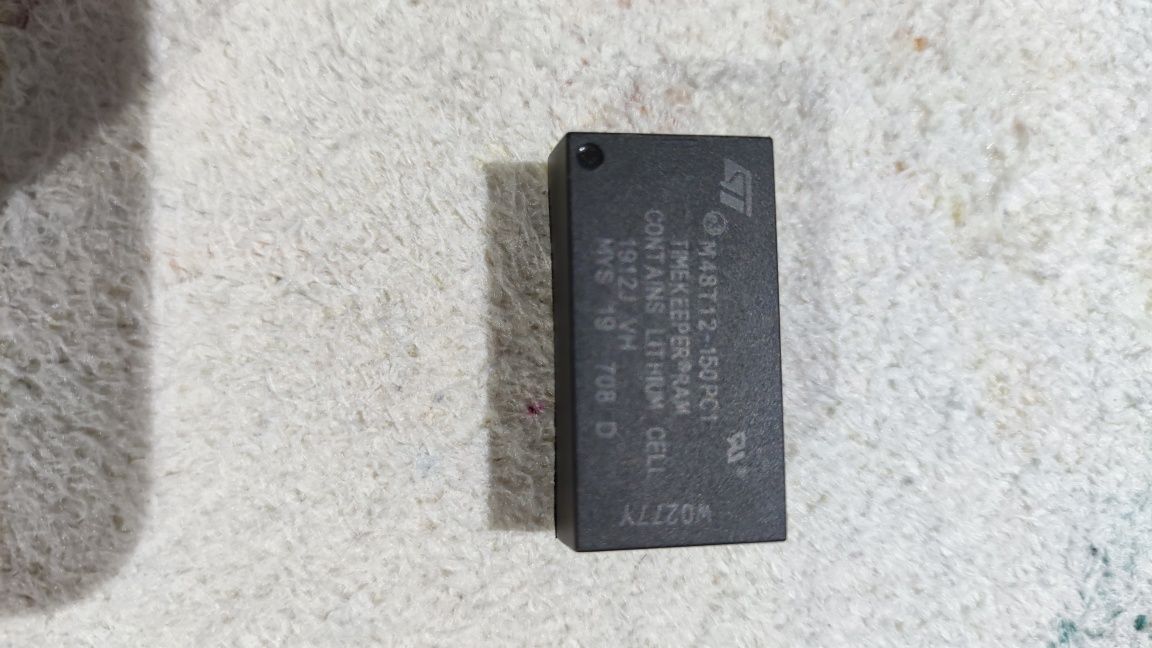 ST
M48T12-150PC1
TIMEKEEPER®RAM
CONTAINS LITHIUM CELL
1912J VH
MYS 19 708 D
W0277Y